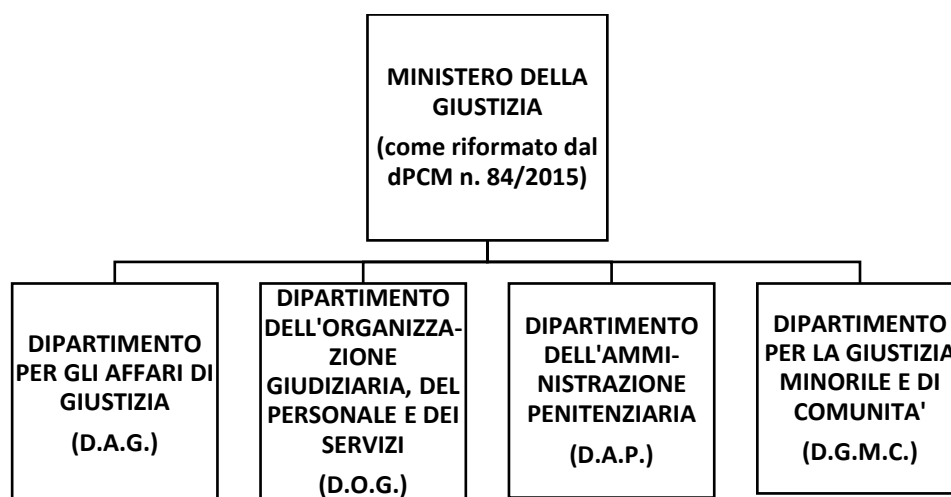 MINISTERO DELLA
GIUSTIZIA
(come riformato dal
dPCM n. 84/2015)
DIPARTIMENTO
PER GLI AFFARI DI
GIUSTIZIA
(D.A.G.)
DIPARTIMENTO
DELL'ORGANIZZA-
ZIONE
GIUDIZIARIA, DEL
PERSONALE E DEI
SERVIZI
(D.O.G.)
DIPARTIMENTO
DELL'AMMI-
NISTRAZIONE
PENITENZIARIA
(D.A.P.)
DIPARTIMENTO
PER LA GIUSTIZIA
MINORILE E DI
COMUNITA'
(D.G.M.C.)